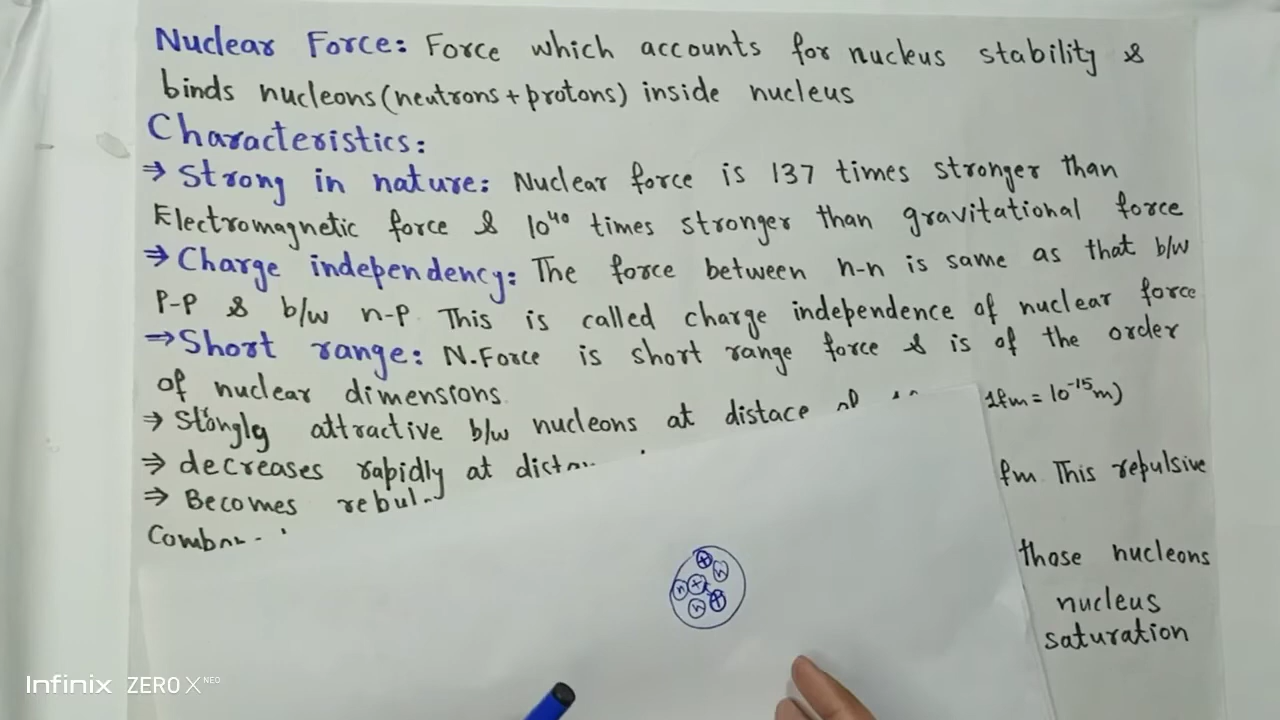 Nuclear Force: Force which accounts for nucleus stability &
binds nucleons (neutrons + protons) inside nucleus
Characteristics:
⇒ Strong in nature: Nuclear force is 137 times stronger than
Electromagnetic force & 10⁴⁰ times stronger than gravitational force
⇒ Charge independency: The force between n-n is same as that b/w
P-P & b/w n-P This is called charge independence of nuclear force
⇒ Short range: N.Force is short range force & is of the order
of nuclear dimensions
⇒ Stongly attractive b/w nucleons at distace of 1fm = 10⁻¹⁵m)
⇒ decreases rapidly at
⇒ Becomes fm This repulsive
those nucleons
nucleus
saturation
+
n
n + +
n
Infinix ZERO X NEO